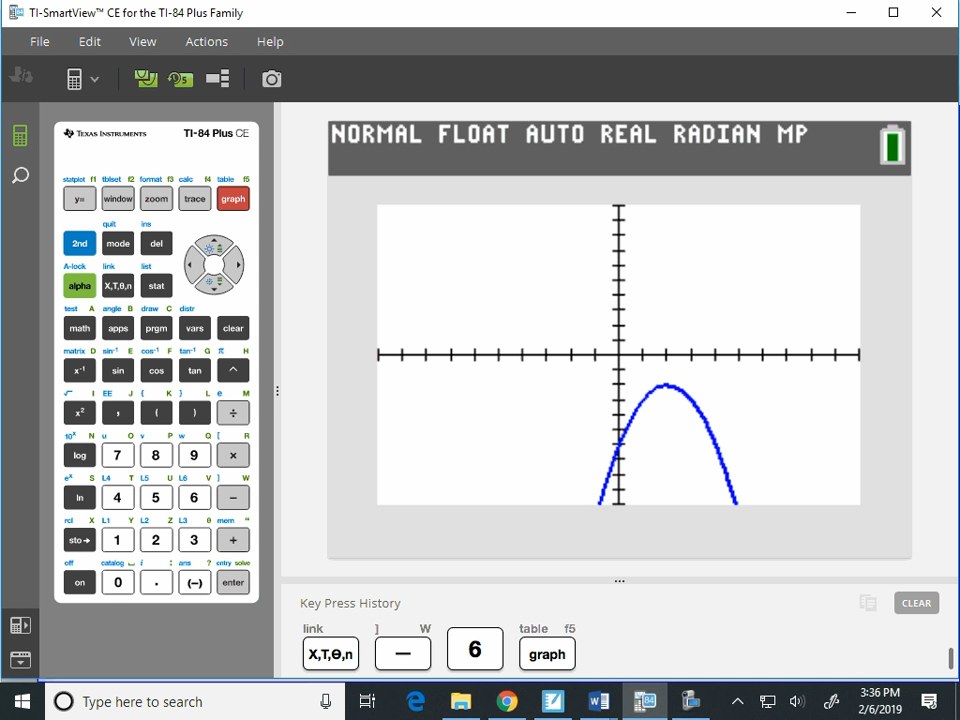 TI-SmartView™ CE for the TI-84 Plus Family
File Edit View Actions Help
TEXAS INSTRUMENTS TI-84 Plus CE
NORMAL FLOAT AUTO REAL RADIAN MP
statplot f1 tblset f2 format f3 calc f4 table f5
y= window zoom trace graph
quit ins
2nd mode del
A-lock link list
alpha X,T,θ,n stat
test A angle B draw C distr
math apps prgm vars clear
matrix D sin⁻¹ E cos⁻¹ F tan⁻¹ G π H
x⁻¹ sin cos tan ^
√ I EE J { K } L e M
x² , ( ) ÷
10ˣ N u O v P w Q [ R
log 7 8 9 ×
eˣ S L4 T L5 U L6 V ] W
ln 4 5 6 −
rcl X L1 Y L2 Z L3 θ mem "
sto→ 1 2 3 +
off catalog ⎵ i : ans ? entry solve
on 0 . (−) enter
Key Press History
CLEAR
link ] W table f5
X,T,θ,n − 6 graph
Type here to search
3:36 PM
2/6/2019